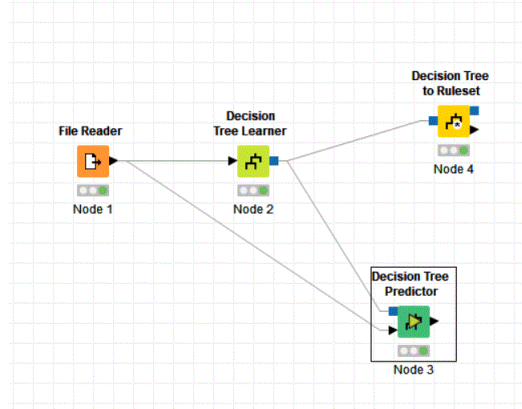 Decision Tree
to Ruleset
Node 4
File Reader
Node 1
Decision
Tree Learner
Node 2
Decision Tree
Predictor
Node 3